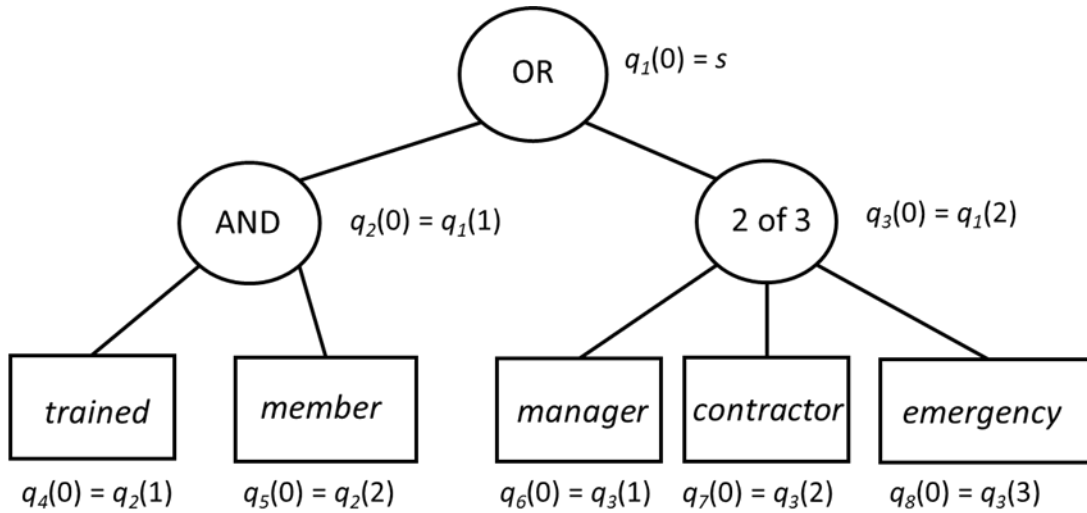 OR
q₁(0) = s
AND
q₂(0) = q₁(1)
2 of 3
q₃(0) = q₁(2)
trained
member
manager
contractor
emergency
q₄(0) = q₂(1)
q₅(0) = q₂(2)
q₆(0) = q₃(1)
q₇(0) = q₃(2)
q₈(0) = q₃(3)